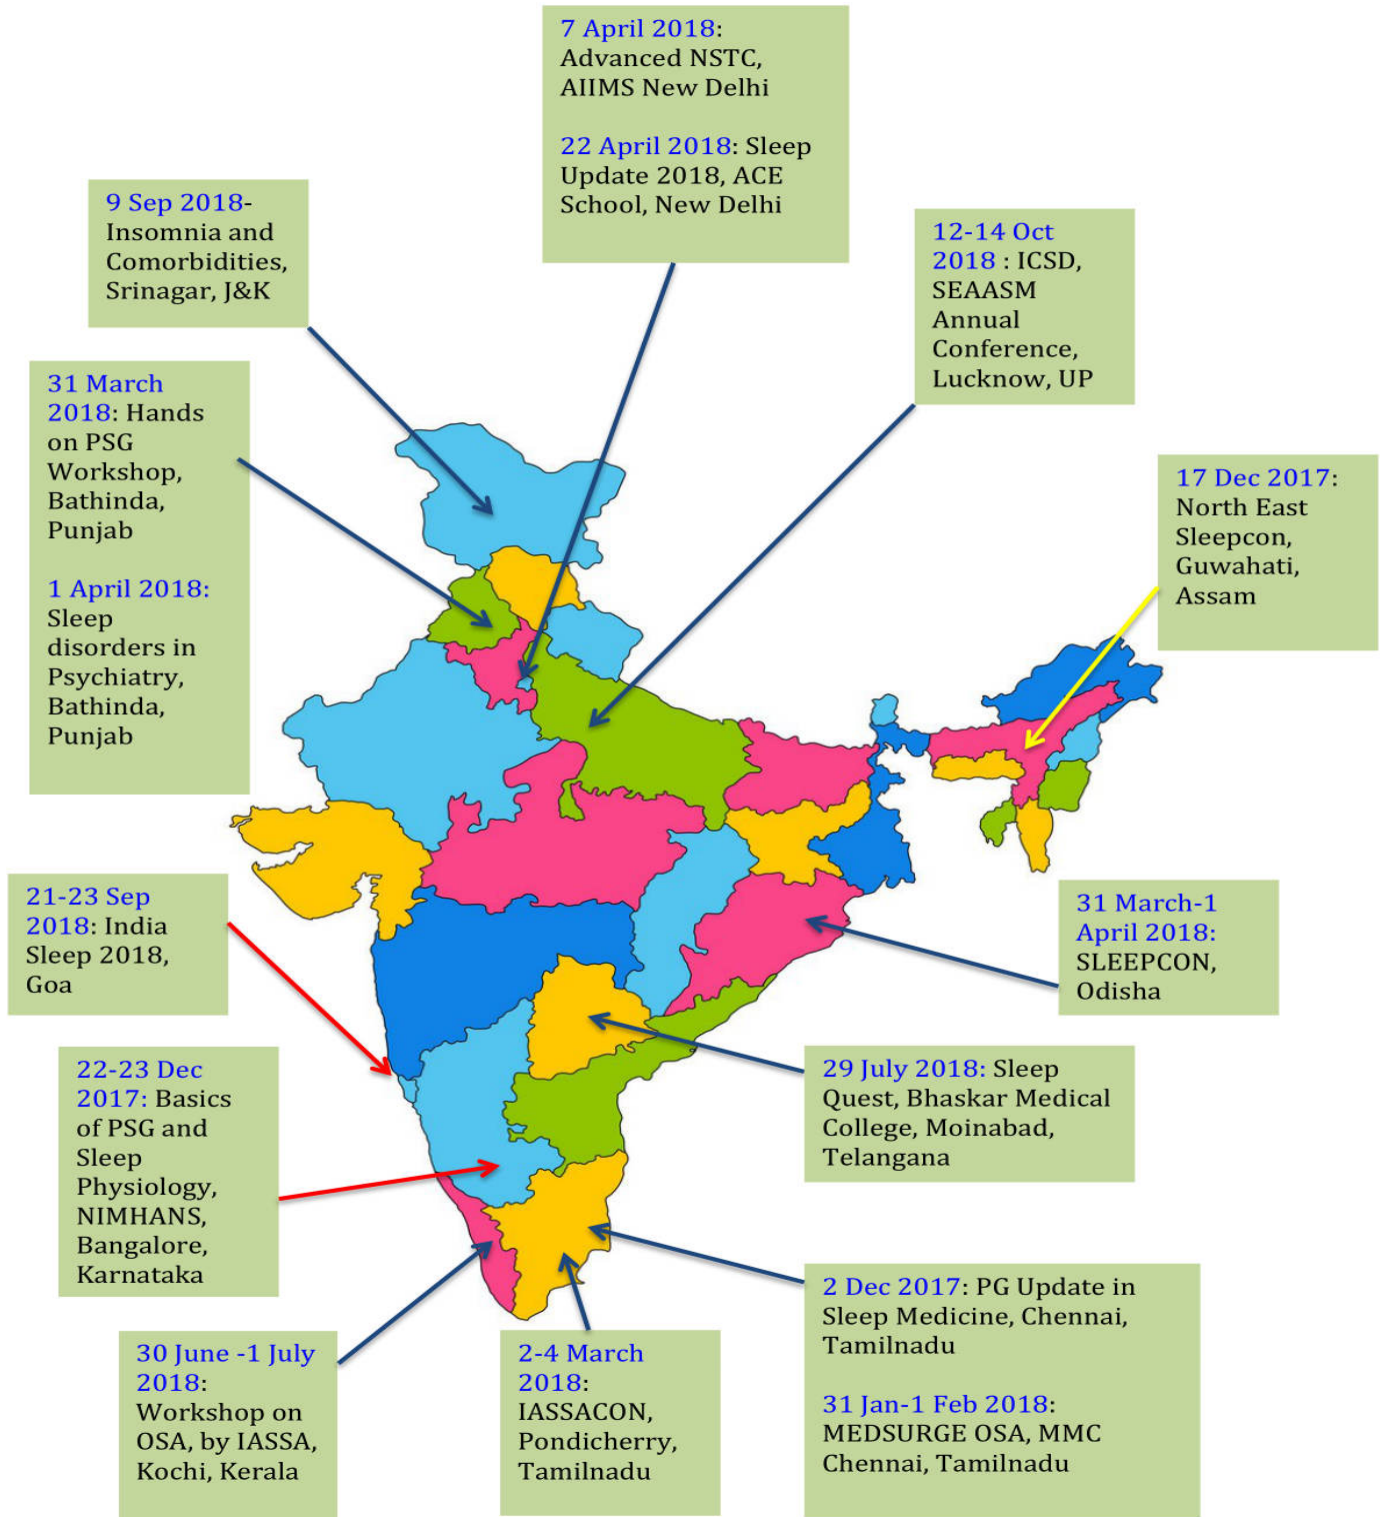 7 April 2018:
Advanced NSTC,
AIIMS New Delhi
22 April 2018: Sleep
Update 2018, ACE
School, New Delhi
9 Sep 2018-
Insomnia and
Comorbidities,
Srinagar, J&K
12-14 Oct
2018 : ICSD,
SEAASM
Annual
Conference,
Lucknow, UP
31 March
2018: Hands
on PSG
Workshop,
Bathinda,
Punjab
1 April 2018:
Sleep
disorders in
Psychiatry,
Bathinda,
Punjab
17 Dec 2017:
North East
Sleepcon,
Guwahati,
Assam
21-23 Sep
2018: India
Sleep 2018,
Goa
31 March-1
April 2018:
SLEEPCON,
Odisha
22-23 Dec
2017: Basics
of PSG and
Sleep
Physiology,
NIMHANS,
Bangalore,
Karnataka
29 July 2018: Sleep
Quest, Bhaskar Medical
College, Moinabad,
Telangana
30 June -1 July
2018:
Workshop on
OSA, by IASSA,
Kochi, Kerala
2-4 March
2018:
IASSACON,
Pondicherry,
Tamilnadu
2 Dec 2017: PG Update in
Sleep Medicine, Chennai,
Tamilnadu
31 Jan-1 Feb 2018:
MEDSURGE OSA, MMC
Chennai, Tamilnadu